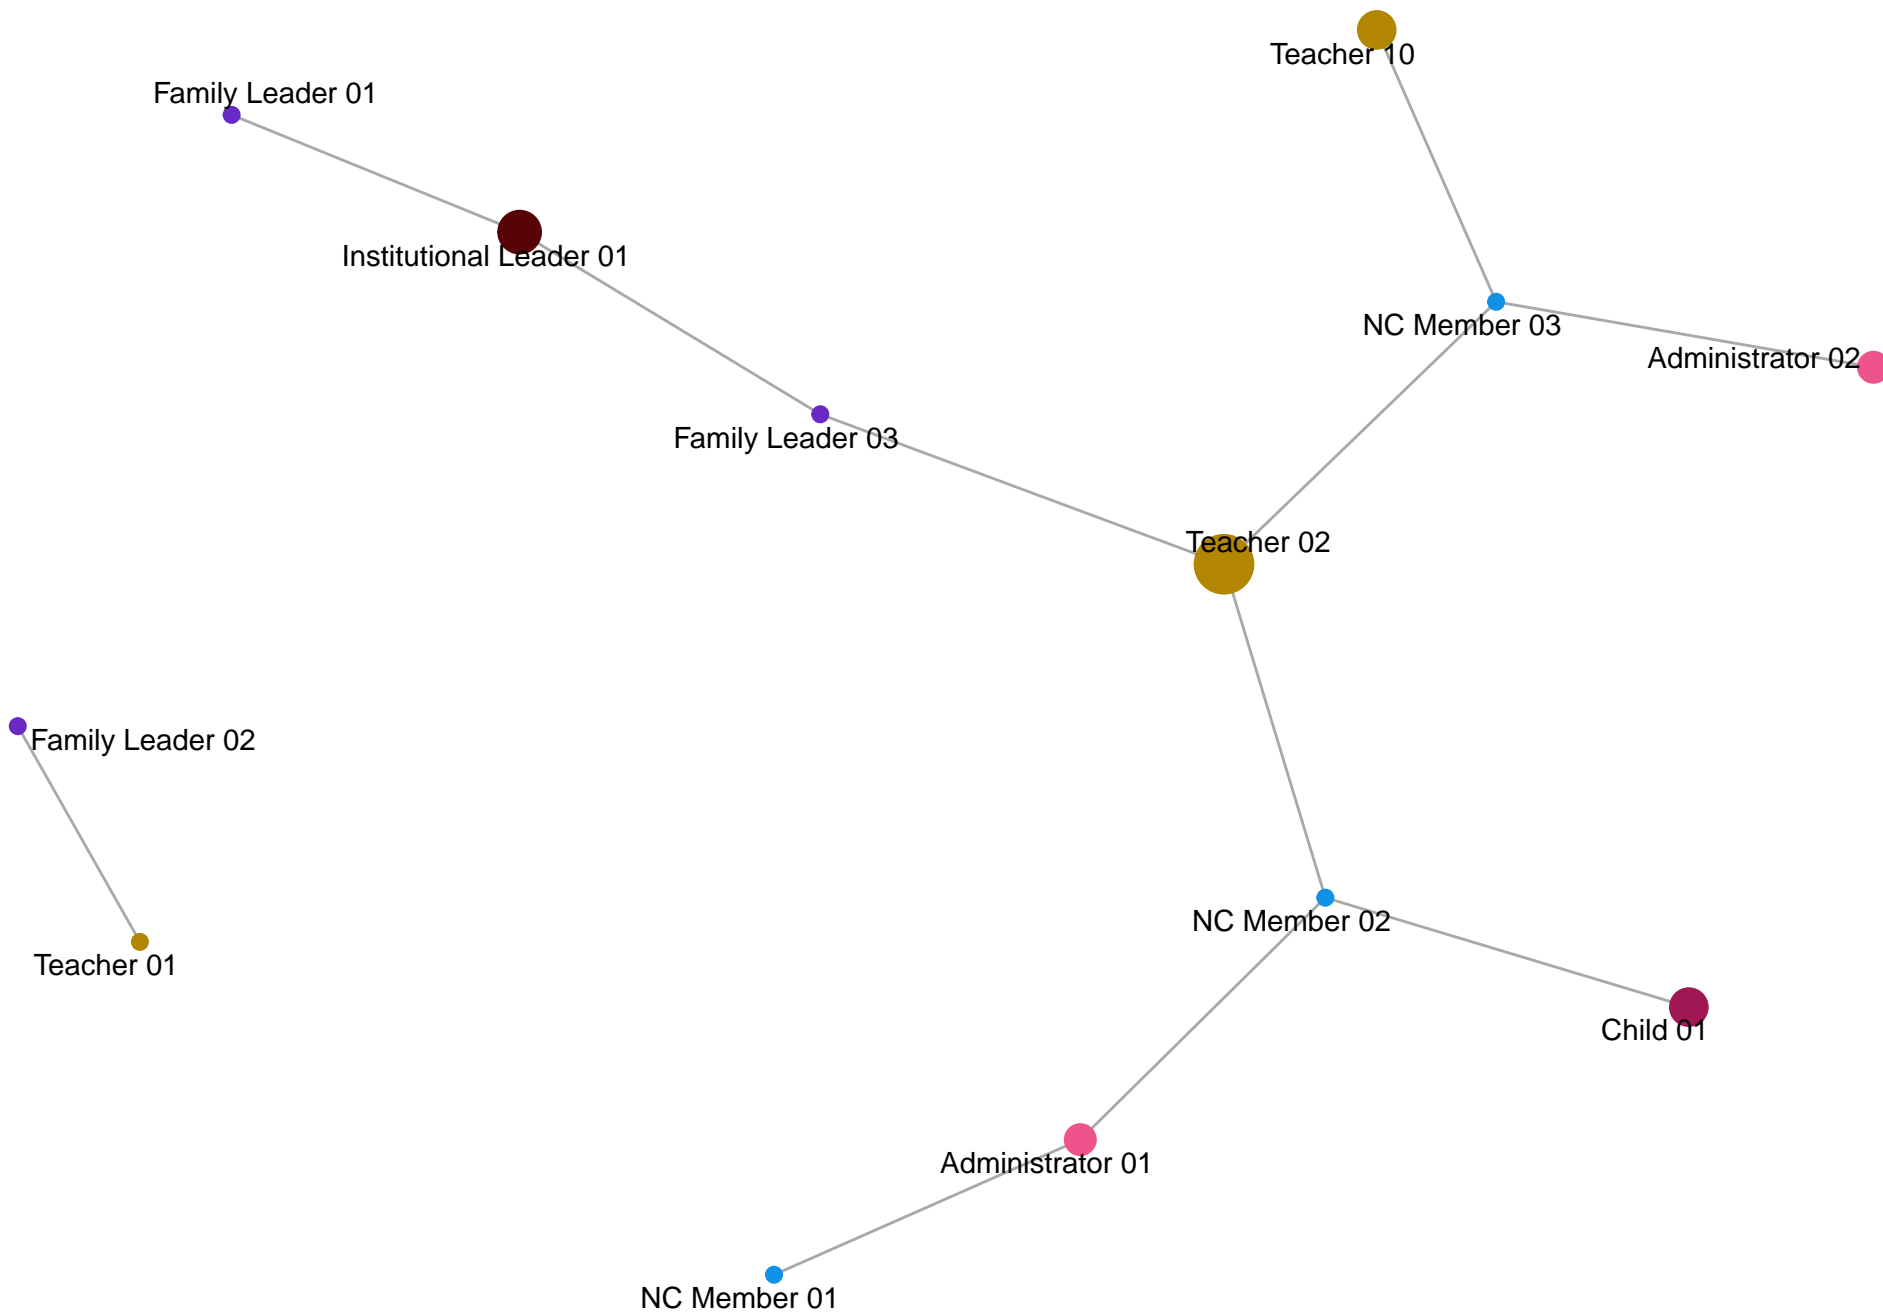 Teacher 10
Family Leader 01
Institutional Leader 01
NC Member 03
Administrator 02
Family Leader 03
Teacher 02
Family Leader 02
NC Member 02
Teacher 01
Child 01
Administrator 01
NC Member 01